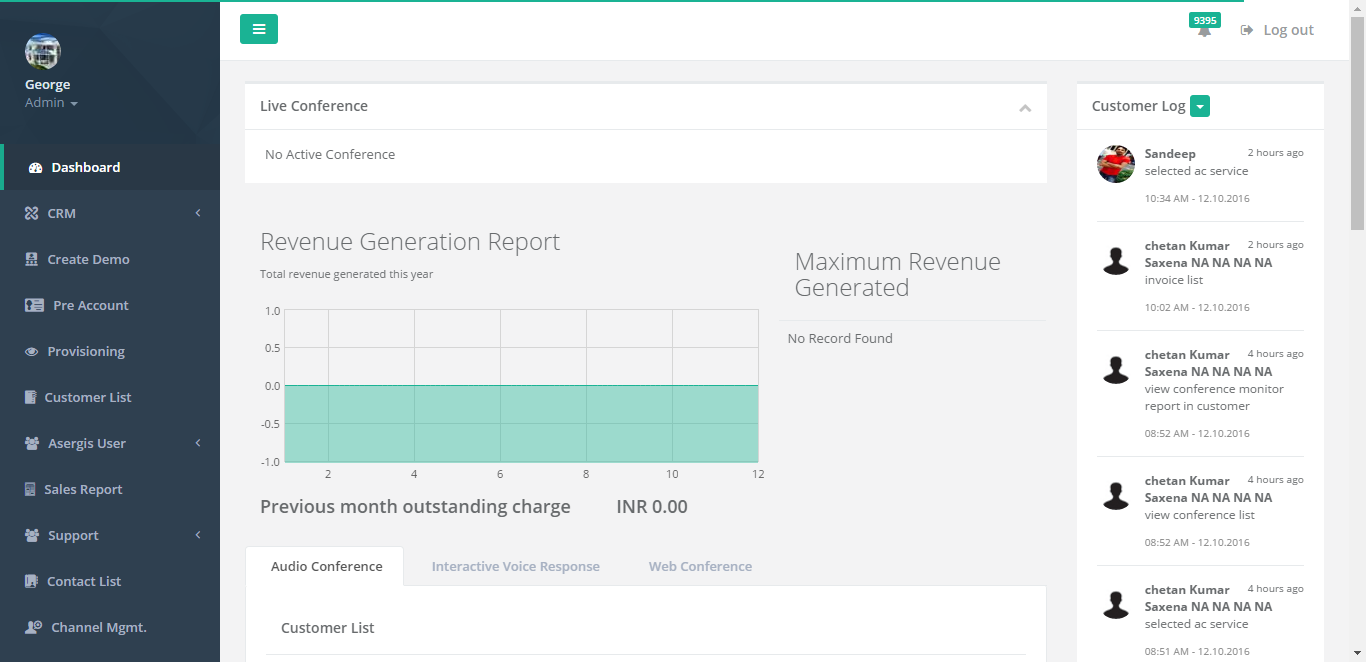 George
Admin
Dashboard
CRM
Create Demo
Pre Account
Provisioning
Customer List
Asergis User
Sales Report
Support
Contact List
Channel Mgmt.
9395
Log out
Live Conference
No Active Conference
Revenue Generation Report
Total revenue generated this year
1.0
0.5
0.0
-0.5
-1.0
2 4 6 8 10 12
Maximum Revenue
Generated
No Record Found
Previous month outstanding charge INR 0.00
Audio Conference Interactive Voice Response Web Conference
Customer List
Customer Log
Sandeep 2 hours ago
selected ac service
10:34 AM - 12.10.2016
chetan Kumar 2 hours ago
Saxena NA NA NA NA
invoice list
10:02 AM - 12.10.2016
chetan Kumar 4 hours ago
Saxena NA NA NA NA
view conference monitor
report in customer
08:52 AM - 12.10.2016
chetan Kumar 4 hours ago
Saxena NA NA NA NA
view conference list
08:52 AM - 12.10.2016
chetan Kumar 4 hours ago
Saxena NA NA NA NA
selected ac service
08:51 AM - 12.10.2016